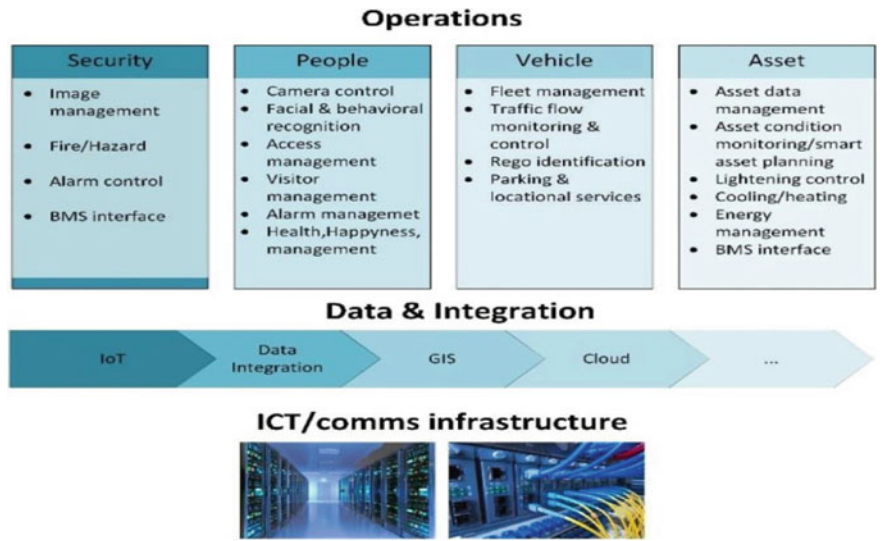 Operations
Security
• Image
management
• Fire/Hazard
• Alarm control
• BMS interface
People
• Camera control
• Facial & behavioral
recognition
• Access
management
• Visitor
management
• Alarm managemet
• Health,Happyness,
management
Vehicle
• Fleet management
• Traffic flow
monitoring &
control
• Rego identification
• Parking &
locational services
Asset
• Asset data
management
• Asset condition
monitoring/smart
asset planning
• Lightening control
• Cooling/heating
• Energy
management
• BMS interface
Data & Integration
IoT
Data
Integration
GIS
Cloud
...
ICT/comms infrastructure